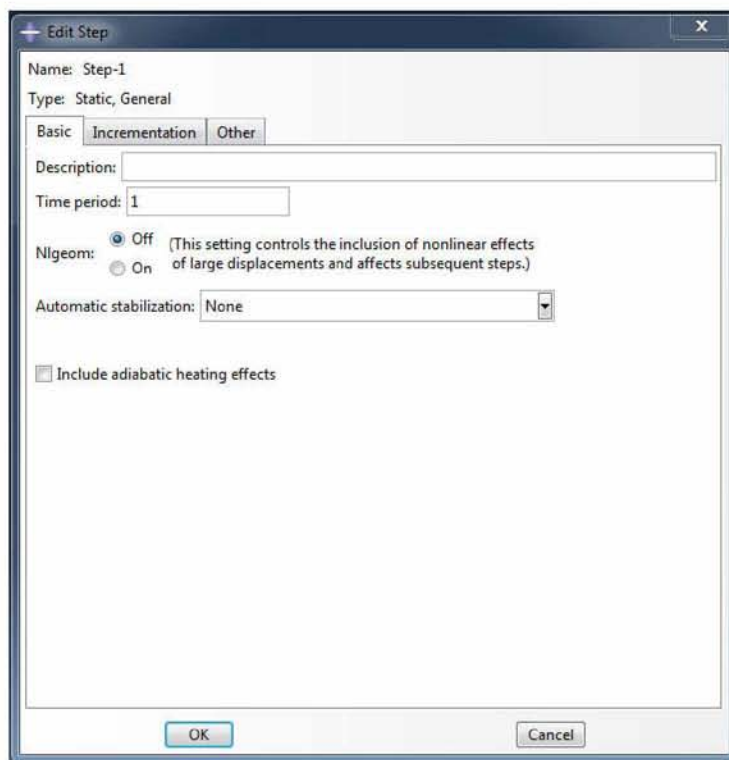 Edit Step
X
Name: Step-1
Type: Static, General
Basic
Incrementation
Other
Description:
Time period: 1
Nlgeom:
Off
On
(This setting controls the inclusion of nonlinear effects
of large displacements and affects subsequent steps.)
Automatic stabilization: None
Include adiabatic heating effects
OK
Cancel